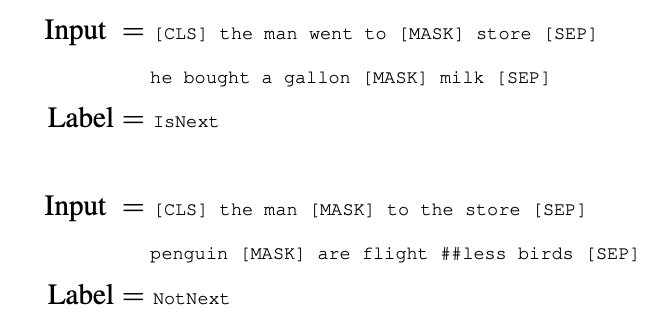 Input = [CLS] the man went to [MASK] store [SEP]
he bought a gallon [MASK] milk [SEP]
Label = IsNext
Input = [CLS] the man [MASK] to the store [SEP]
penguin [MASK] are flight ##less birds [SEP]
Label = NotNext